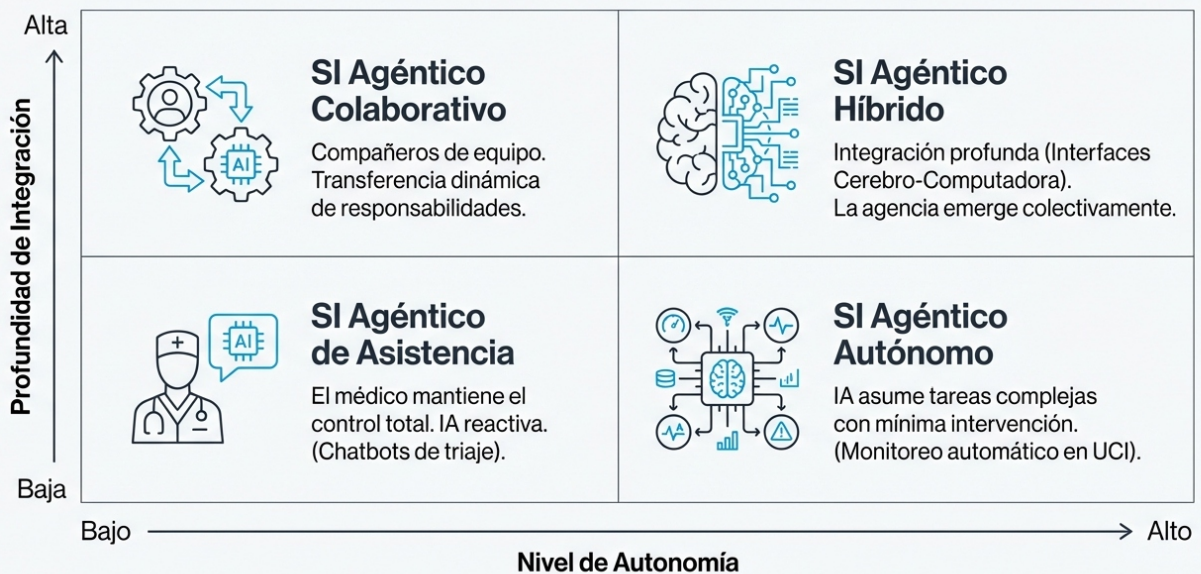 Alta
Profundidad de Integración
Baja
SI Agéntico
Colaborativo
Compañeros de equipo.
Transferencia dinámica
de responsabilidades.
AI
SI Agéntico
Híbrido
Integración profunda (Interfaces
Cerebro-Computadora).
La agencia emerge colectivamente.
SI Agéntico
de Asistencia
El médico mantiene el
control total. IA reactiva.
(Chatbots de triaje).
AI
SI Agéntico
Autónomo
IA asume tareas complejas
con mínima intervención.
(Monitoreo automático en UCI).
A
Bajo
Alto
Nivel de Autonomía